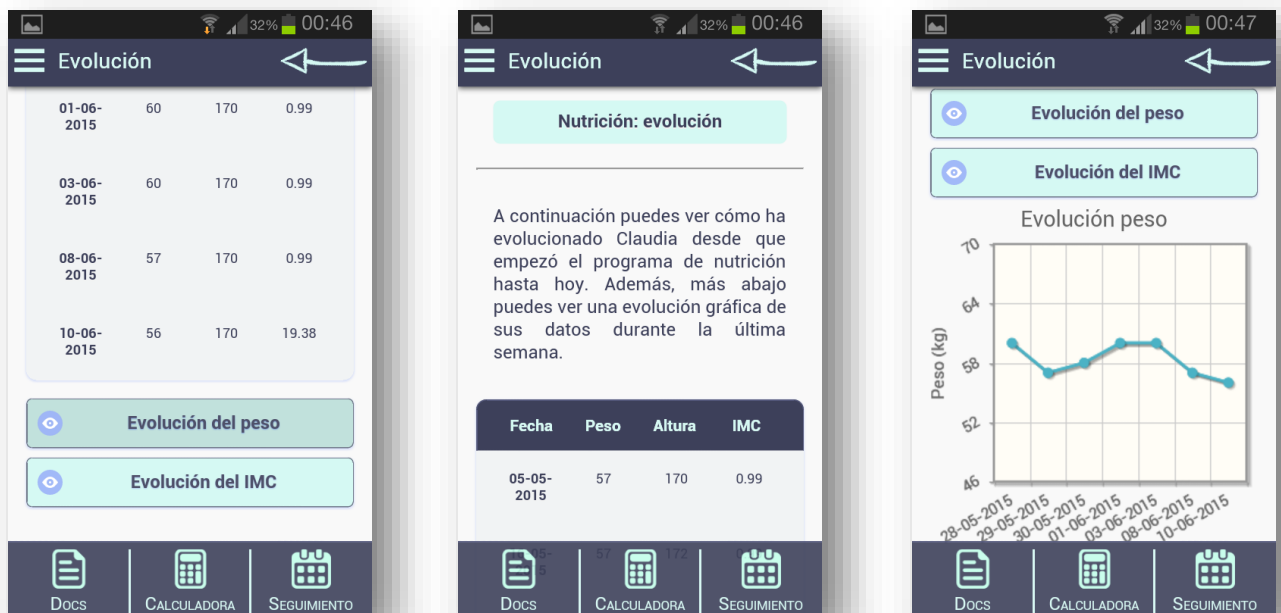 32% 00:46
Evolución
01-06-2015 60 170 0.99
03-06-2015 60 170 0.99
08-06-2015 57 170 0.99
10-06-2015 56 170 19.38
Evolución del peso
Evolución del IMC
Docs Calculadora Seguimiento
32% 00:46
Evolución
Nutrición: evolución
A continuación puedes ver cómo ha
evolucionado Claudia desde que
empezó el programa de nutrición
hasta hoy. Además, más abajo
puedes ver una evolución gráfica de
sus datos durante la última
semana.
Fecha Peso Altura IMC
05-05-2015 57 170 0.99
57 172
Docs Calculadora Seguimiento
32% 00:47
Evolución
Evolución del peso
Evolución del IMC
Evolución peso
Peso (kg)
70
64
58
52
46
28-05-2015
29-05-2015
30-05-2015
01-06-2015
03-06-2015
08-06-2015
10-06-2015
Docs Calculadora Seguimiento